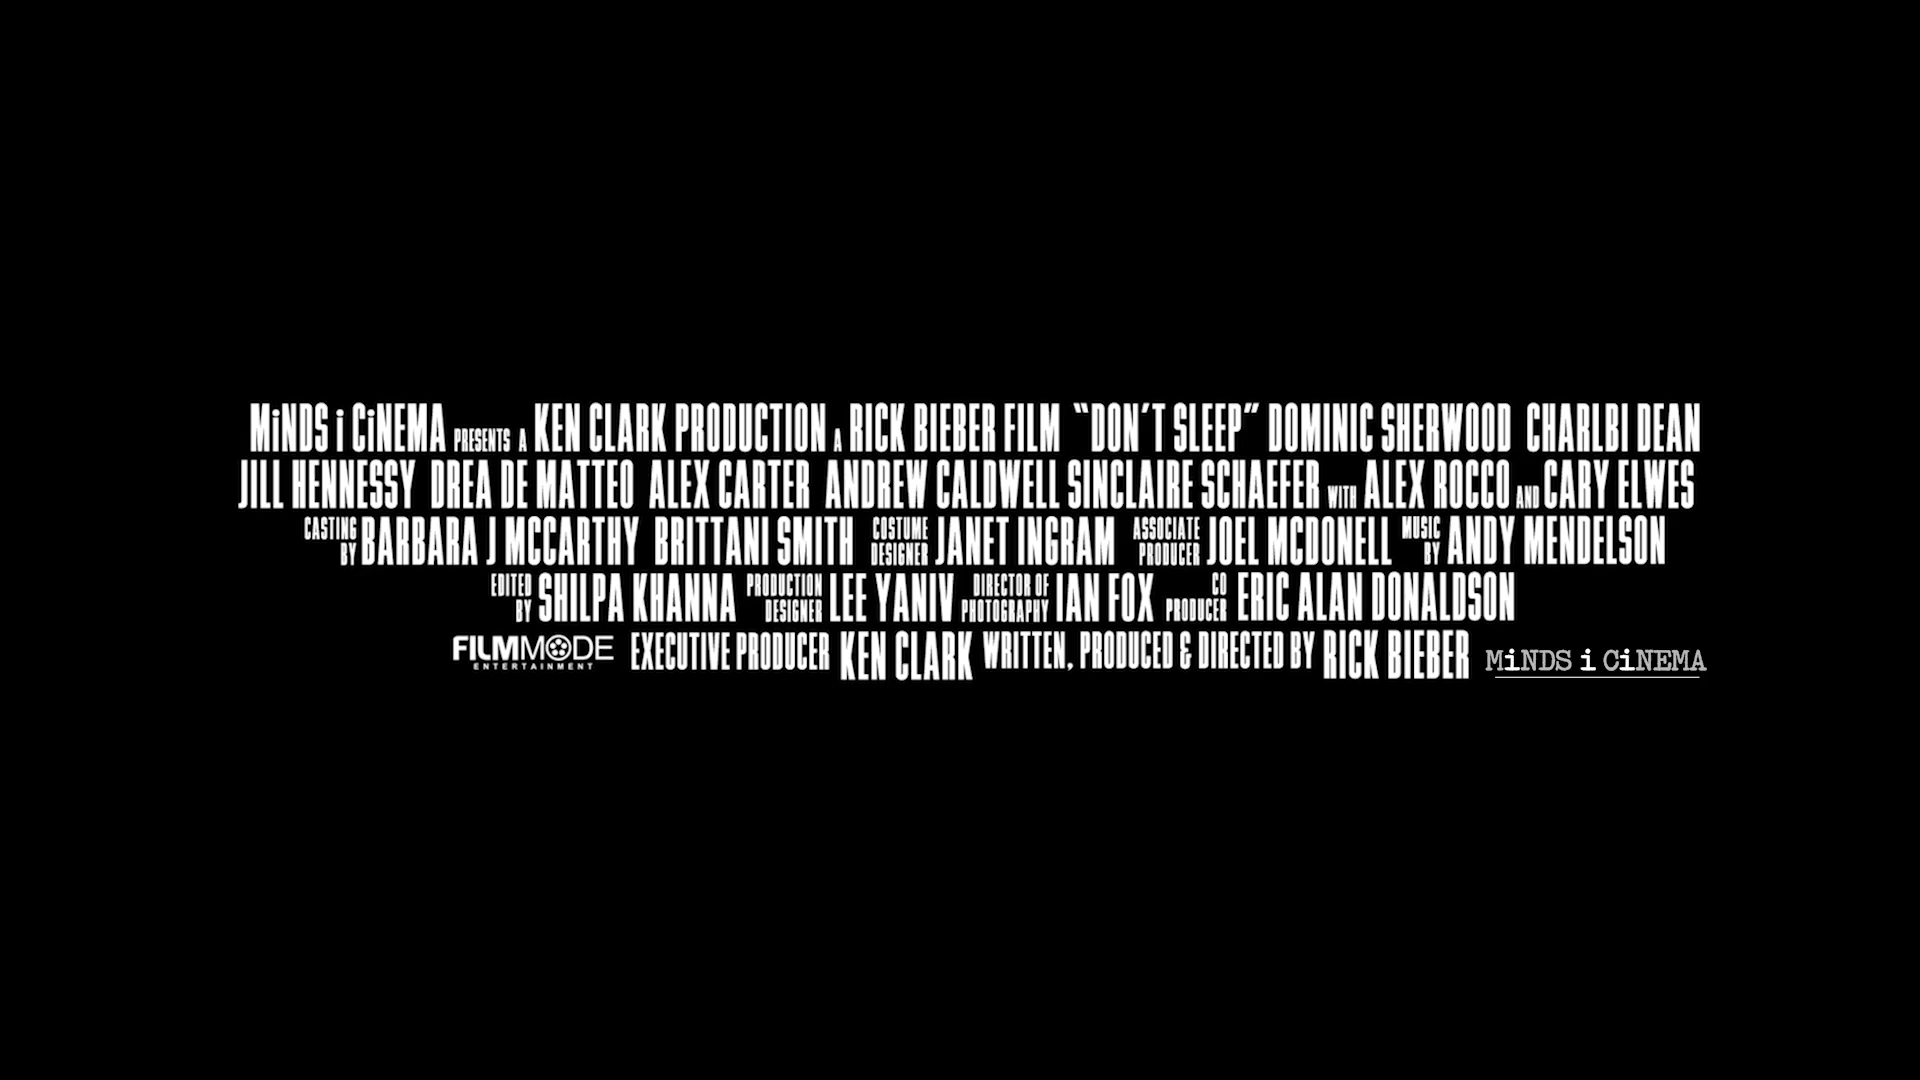 MiNDS i CiNEMA PRESENTS A KEN CLARK PRODUCTION A RICK BIEBER FILM “DON’T SLEEP” DOMINIC SHERWOOD CHARLBI DEAN
JILL HENNESSY DREA DE MATTEO ALEX CARTER ANDREW CALDWELL SINCLAIRE SCHAEFER WITH ALEX ROCCO AND CARY ELWES
CASTING BY BARBARA J MCCARTHY BRITTANI SMITH COSTUME DESIGNER JANET INGRAM ASSOCIATE PRODUCER JOEL MCDONELL MUSIC BY ANDY MENDELSON
EDITED BY SHILPA KHANNA PRODUCTION DESIGNER LEE YANIV DIRECTOR OF PHOTOGRAPHY IAN FOX CO PRODUCER ERIC ALAN DONALDSON
FILMMODE ENTERTAINMENT EXECUTIVE PRODUCER KEN CLARK WRITTEN, PRODUCED & DIRECTED BY RICK BIEBER MiNDS i CiNEMA